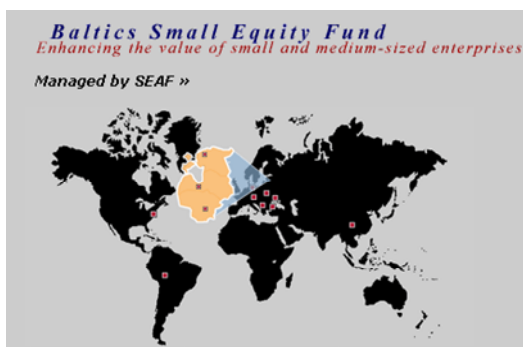 Baltics Small Equity Fund
Enhancing the value of small and medium-sized enterprises
Managed by SEAF »